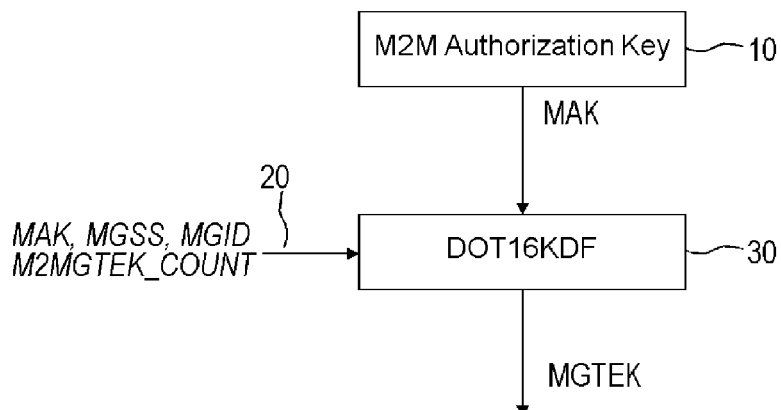 M2M Authorization Key
10
MAK
20
MAK, MGSS, MGID
M2MGTEK_COUNT
DOT16KDF
30
MGTEK